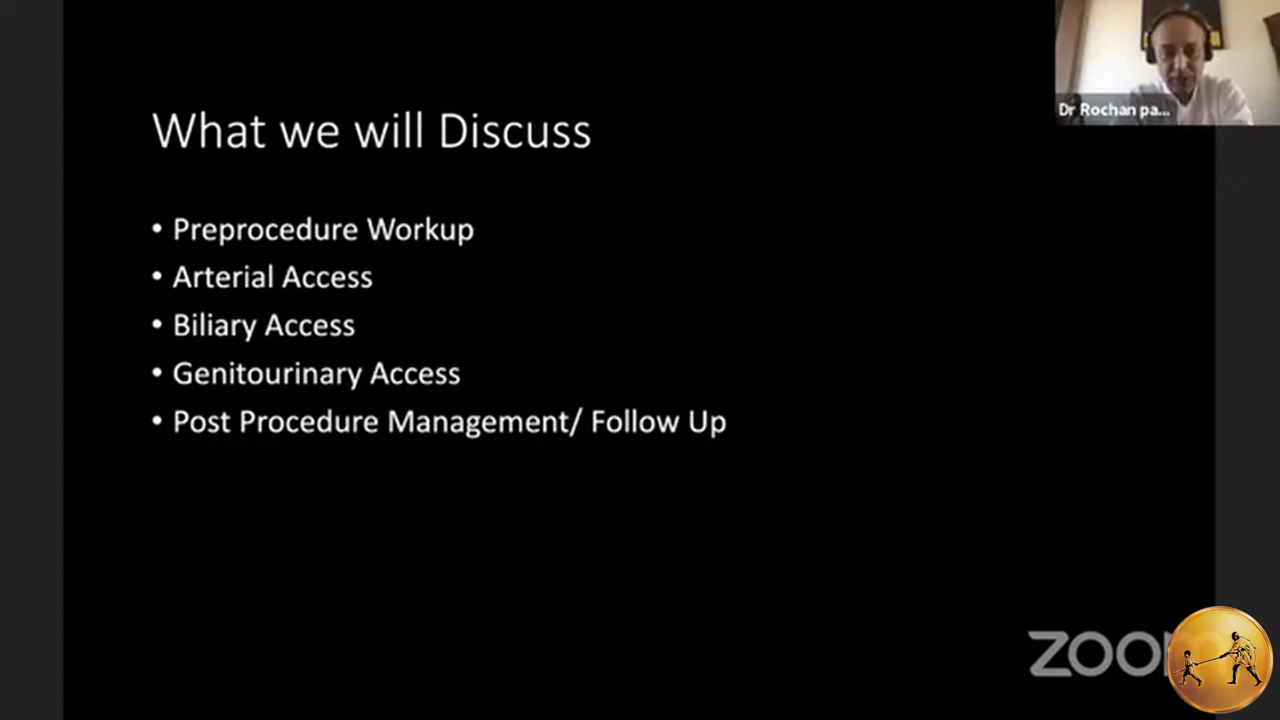 Dr Rochan pa...
What we will Discuss
• Preprocedure Workup
• Arterial Access
• Biliary Access
• Genitourinary Access
• Post Procedure Management/ Follow Up
zoom